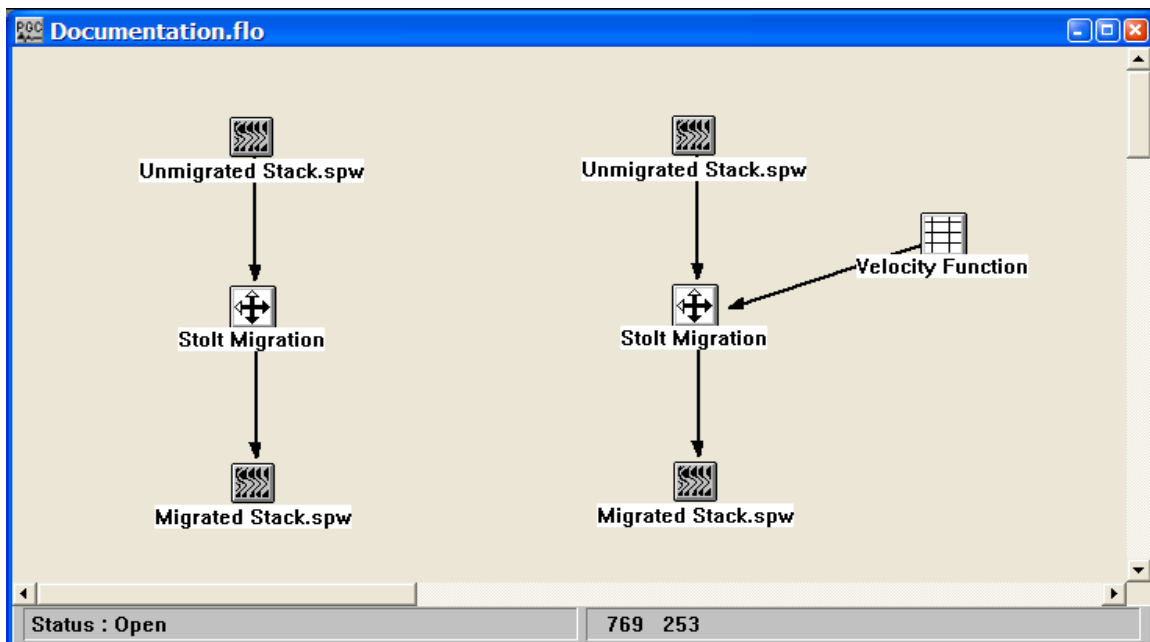 PGC Documentation.flo
Unmigrated Stack.spw
Unmigrated Stack.spw
Velocity Function
Stolt Migration
Stolt Migration
Migrated Stack.spw
Migrated Stack.spw
Status : Open
769 253